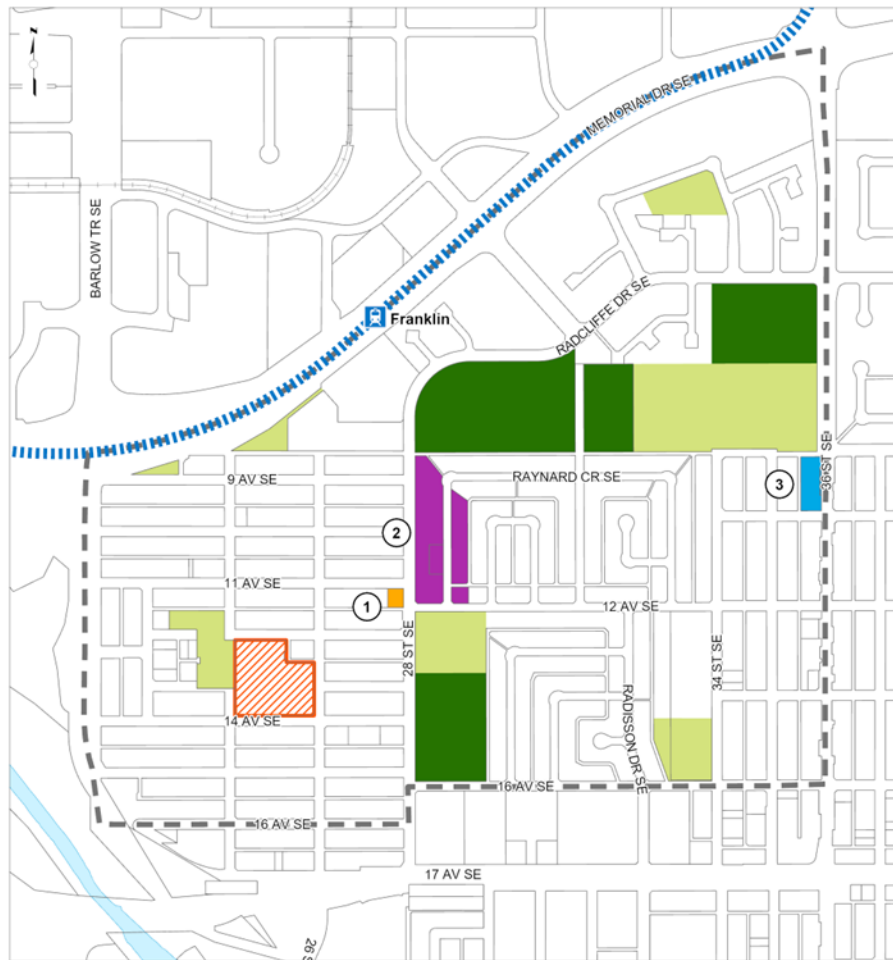 z
MEMORIAL DR SE
BARLOW TR SE
Franklin
RADCLIFFE DR SE
36 ST SE
9 AV SE
RAYNARD CR SE
3
2
11 AV SE
1
12 AV SE
28 ST SE
34 ST SE
RADISSON DR SE
14 AV SE
16 AV SE
16 AV SE
17 AV SE
26 S